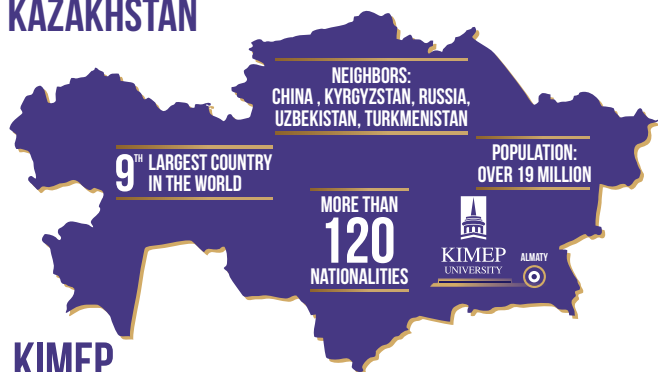 KAZAKHSTAN
NEIGHBORS:
CHINA , KYRGYZSTAN, RUSSIA,
UZBEKISTAN, TURKMENISTAN
9TH LARGEST COUNTRY
IN THE WORLD
POPULATION:
OVER 19 MILLION
MORE THAN
120
NATIONALITIES
KIMEP
UNIVERSITY
ALMATY
KIMEP